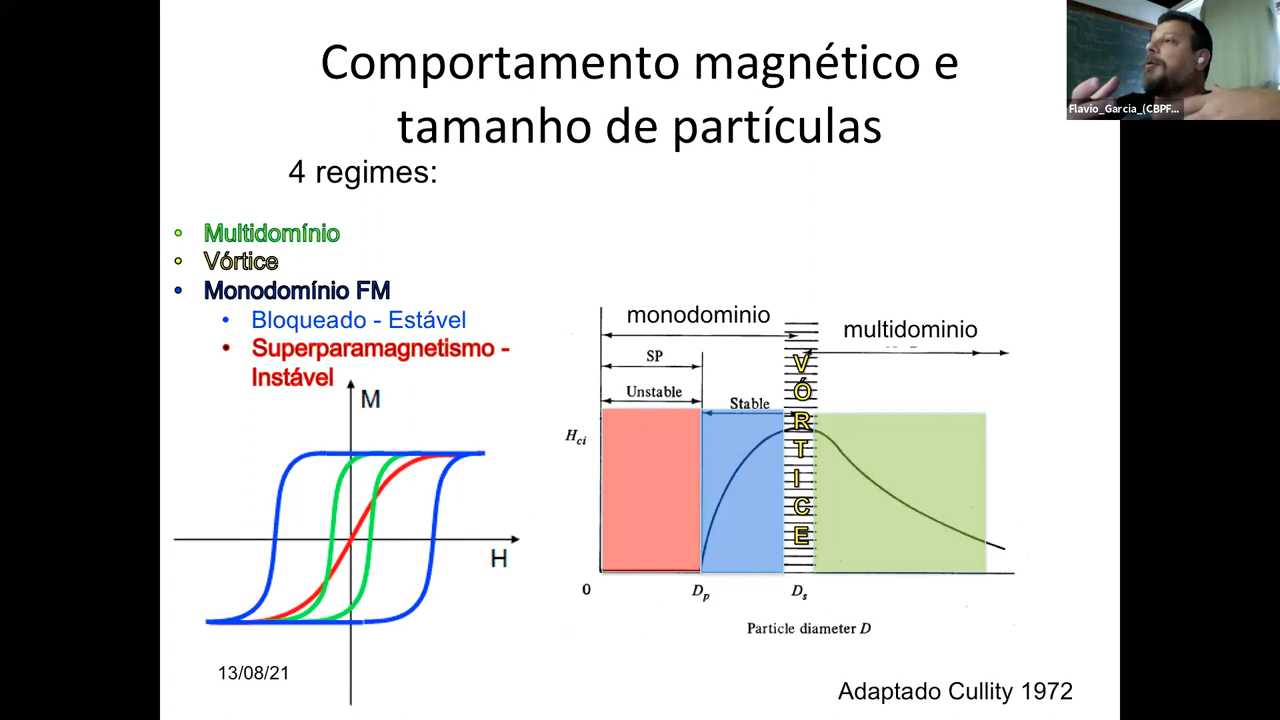 Comportamento magnético e
tamanho de partículas
Flavio_Garcia_(CBPF...
4 regimes:
• Multidomínio
• Vórtice
• Monodomínio FM
• Bloqueado - Estável
• Superparamagnetismo -
Instável
M
H
monodominio
multidominio
SP
Unstable
Stable
VÓRTICE
Hci
0
Dp
Ds
Particle diameter D
13/08/21
Adaptado Cullity 1972